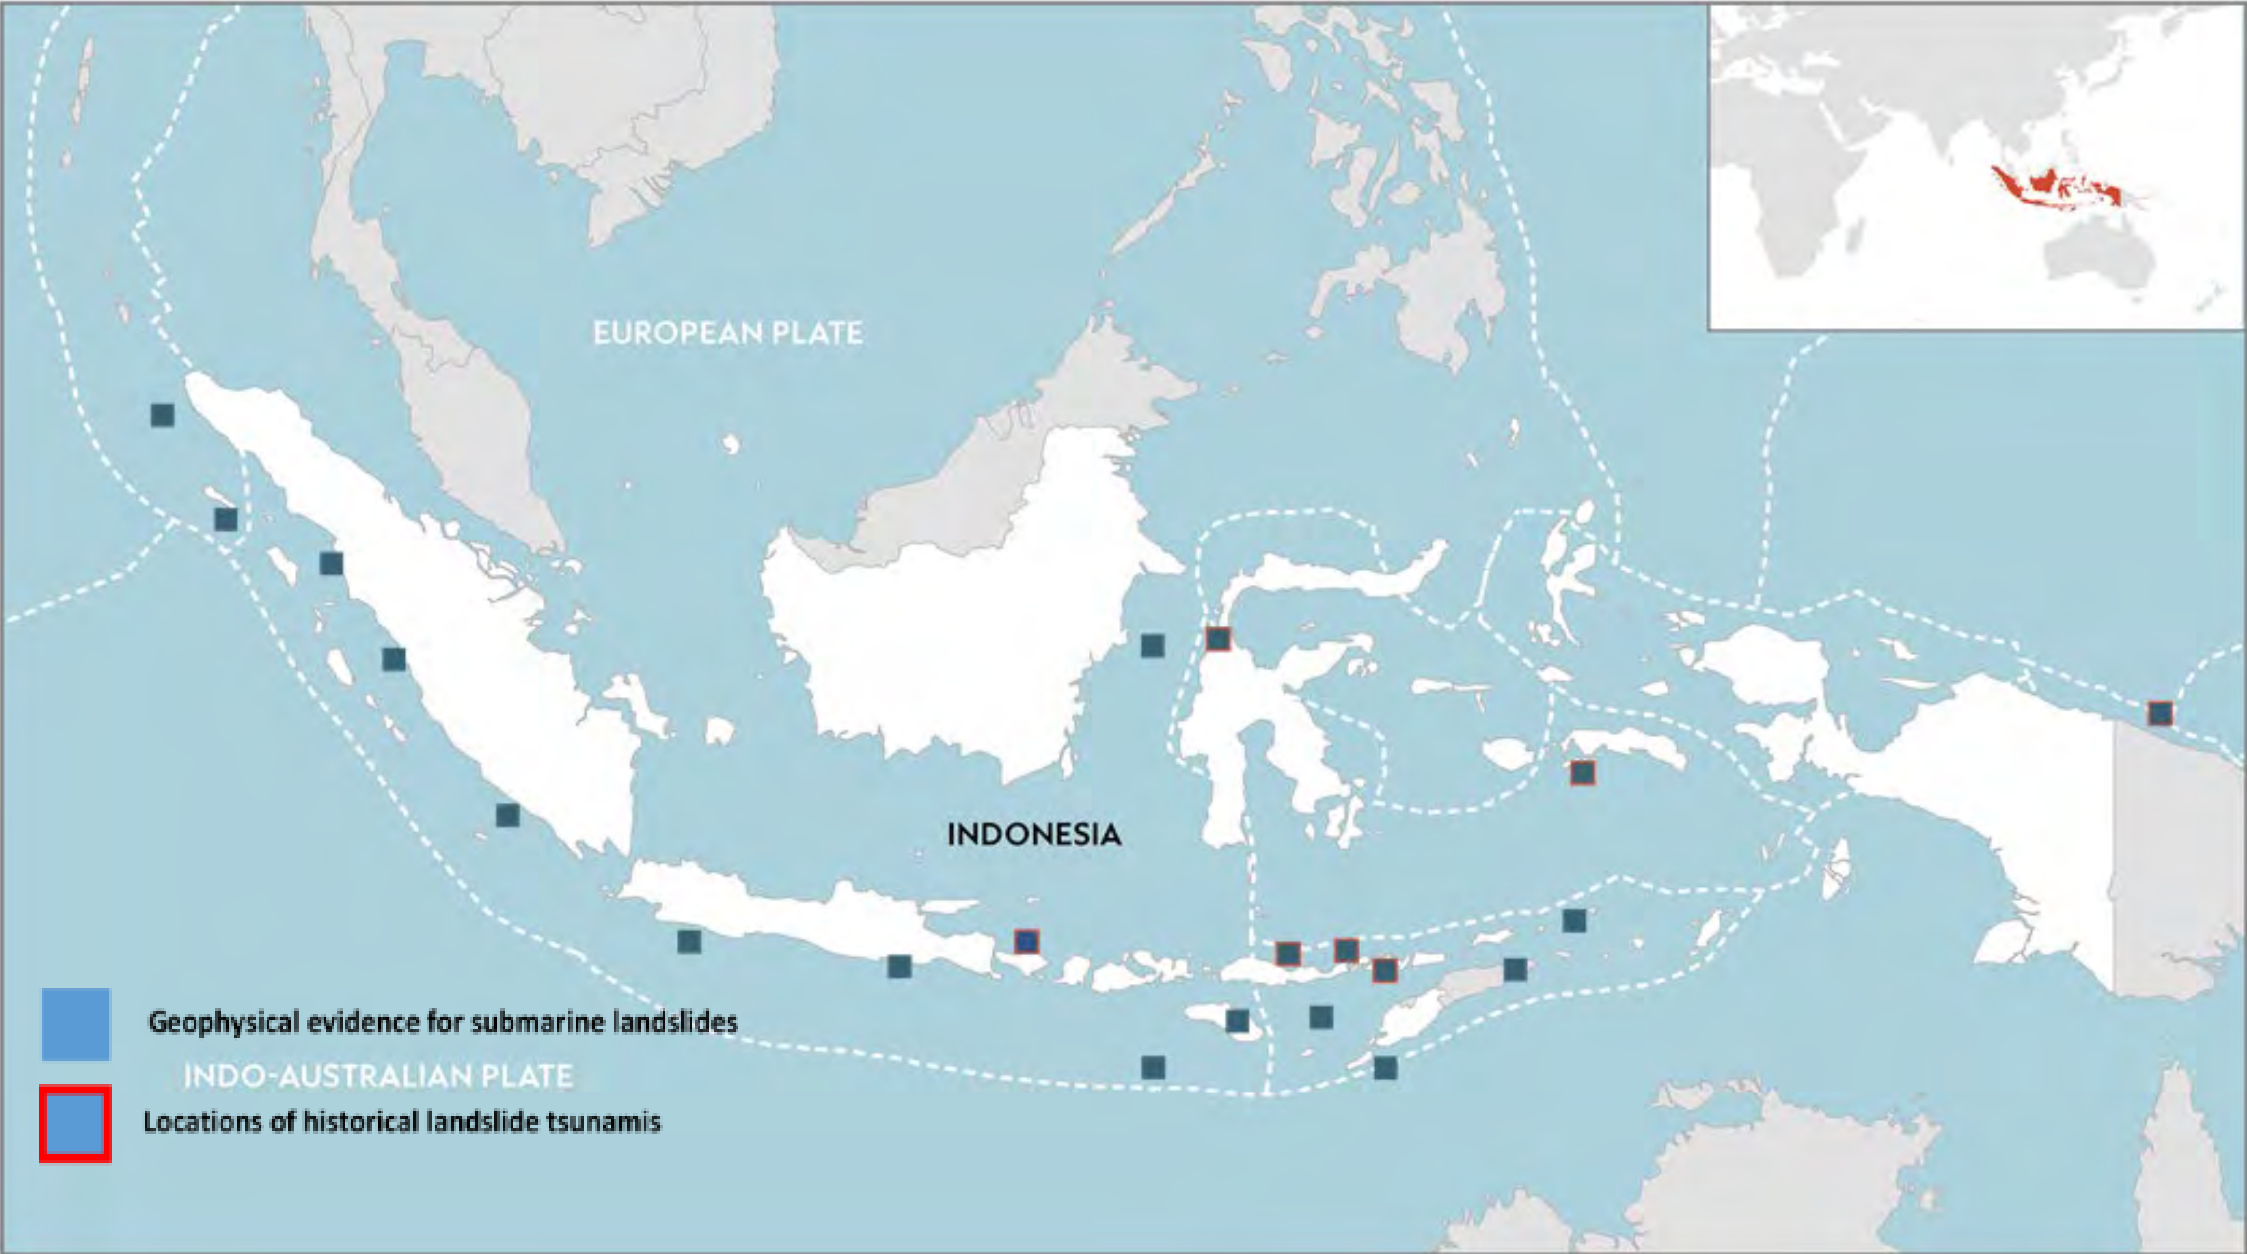 EUROPEAN PLATE
INDONESIA
Geophysical evidence for submarine landslides
INDO-AUSTRALIAN PLATE
Locations of historical landslide tsunamis